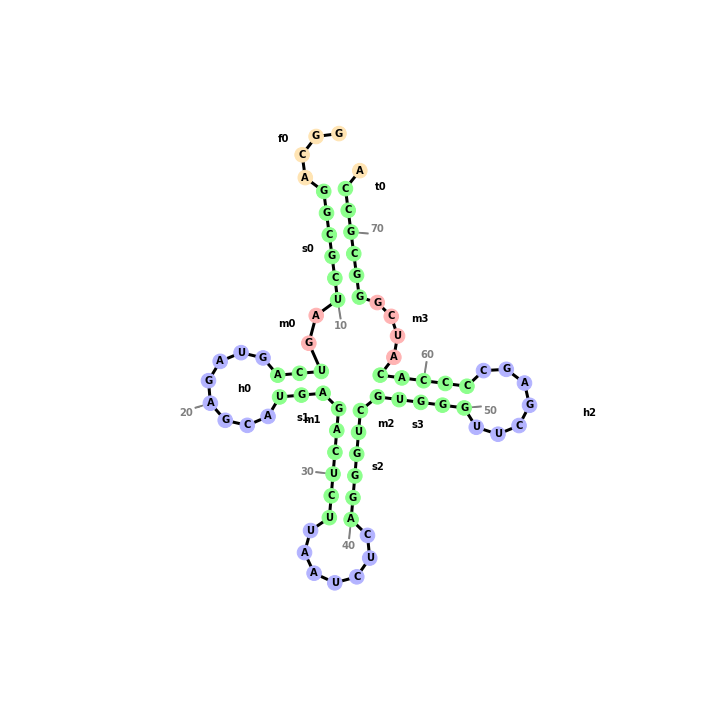 G G
f0
C
A
A
t0
G C
G C
C G 70
s0
G C
C G
U G G
A C m3
m0 10
G U A
A U G
G A C U
60
C A C C C C G A
h0
20 A G C A U G A
G C U G G G 50 G
U U C
h2
s1 m1 G A C U
C U G G
30
C U
m2 s3
s2
G G A
U A A U C U C
40